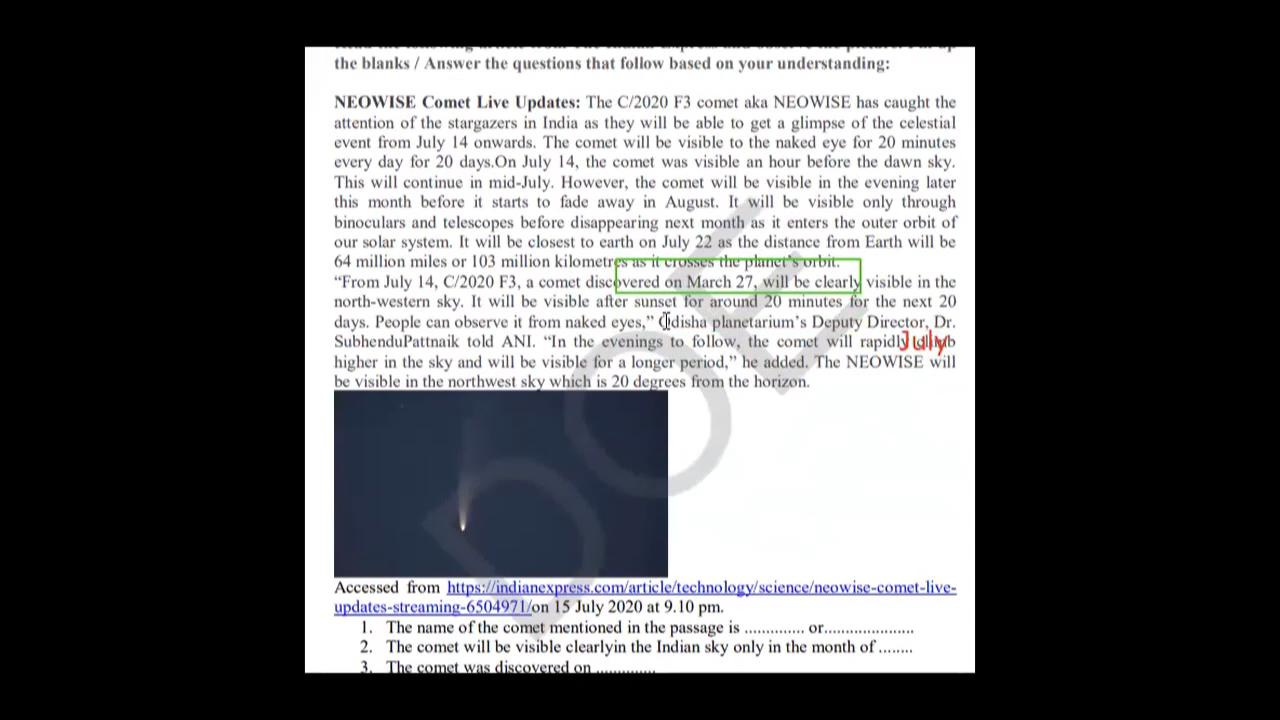 the blanks / Answer the questions that follow based on your understanding:
NEOWISE Comet Live Updates: The C/2020 F3 comet aka NEOWISE has caught the
attention of the stargazers in India as they will be able to get a glimpse of the celestial
event from July 14 onwards. The comet will be visible to the naked eye for 20 minutes
every day for 20 days.On July 14, the comet was visible an hour before the dawn sky.
This will continue in mid-July. However, the comet will be visible in the evening later
this month before it starts to fade away in August. It will be visible only through
binoculars and telescopes before disappearing next month as it enters the outer orbit of
our solar system. It will be closest to earth on July 22 as the distance from Earth will be
64 million miles or 103 million kilometres as it crosses the planet's orbit.
“From July 14, C/2020 F3, a comet discovered on March 27, will be clearly visible in the
north-western sky. It will be visible after sunset for around 20 minutes for the next 20
days. People can observe it from naked eyes,” Odisha planetarium's Deputy Director, Dr.
SubhenduPattnaik told ANI. “In the evenings to follow, the comet will rapidly
July
higher in the sky and will be visible for a longer period,” he added. The NEOWISE will
be visible in the northwest sky which is 20 degrees from the horizon.
DOE
Accessed from https://indianexpress.com/article/technology/science/neowise-comet-live-
updates-streaming-6504971/on 15 July 2020 at 9.10 pm.
1. The name of the comet mentioned in the passage is .............. or.....................
2. The comet will be visible clearlyin the Indian sky only in the month of ........
3. The comet was discovered on ..............